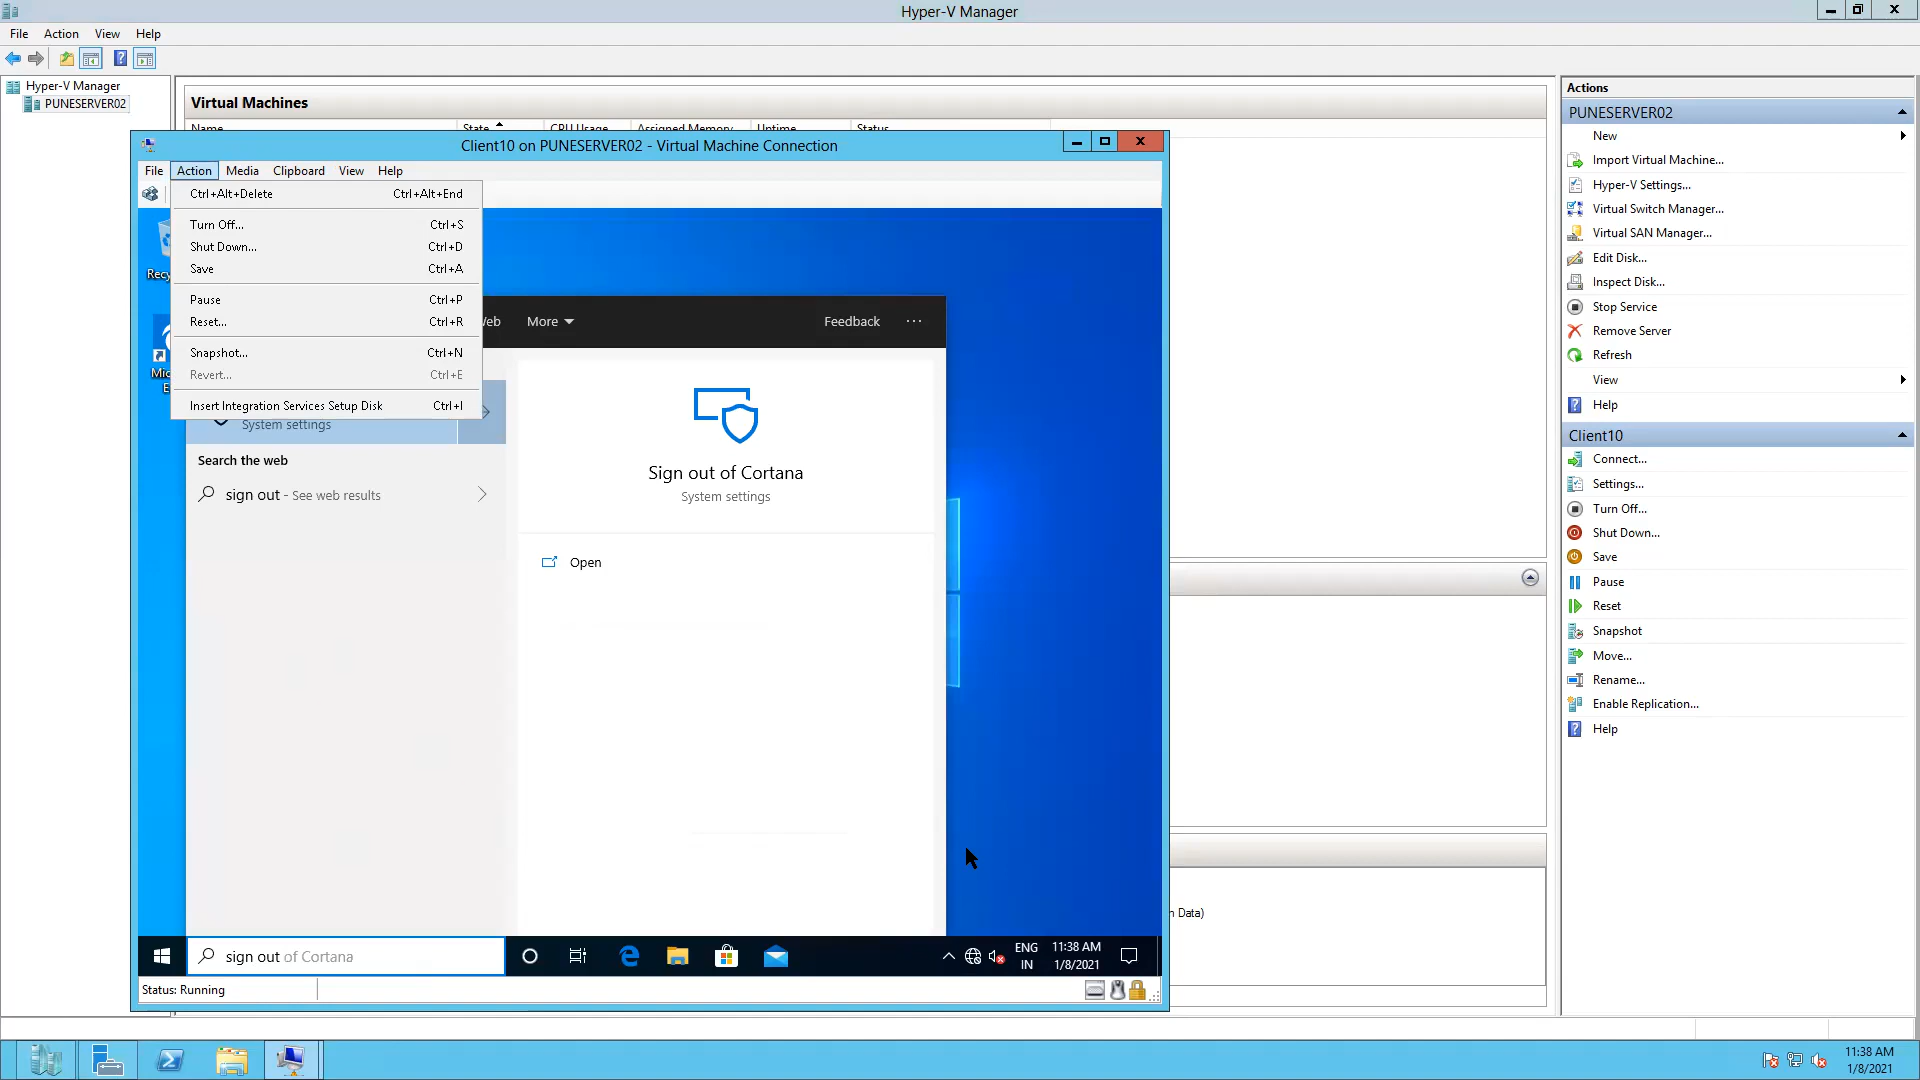 Hyper-V Manager
File Action View Help
Hyper-V Manager
PUNESERVER02
Virtual Machines
Name State CPU Usage Assigned Memory Uptime Status
Client10 on PUNESERVER02 - Virtual Machine Connection
File Action Media Clipboard View Help
Ctrl+Alt+Delete Ctrl+Alt+End
Turn Off... Ctrl+S
Shut Down... Ctrl+D
Save Ctrl+A
Pause Ctrl+P
Reset... Ctrl+R
Snapshot... Ctrl+N
Revert... Ctrl+E
Insert Integration Services Setup Disk Ctrl+I
Recy
Mic
E
Web More Feedback ...
System settings
Search the web
sign out - See web results
Sign out of Cortana
System settings
Open
sign out of Cortana
ENG
IN
11:38 AM
1/8/2021
Status: Running
n Data)
Actions
PUNESERVER02
New
Import Virtual Machine...
Hyper-V Settings...
Virtual Switch Manager...
Virtual SAN Manager...
Edit Disk...
Inspect Disk...
Stop Service
Remove Server
Refresh
View
Help
Client10
Connect...
Settings...
Turn Off...
Shut Down...
Save
Pause
Reset
Snapshot
Move...
Rename...
Enable Replication...
Help
11:38 AM
1/8/2021